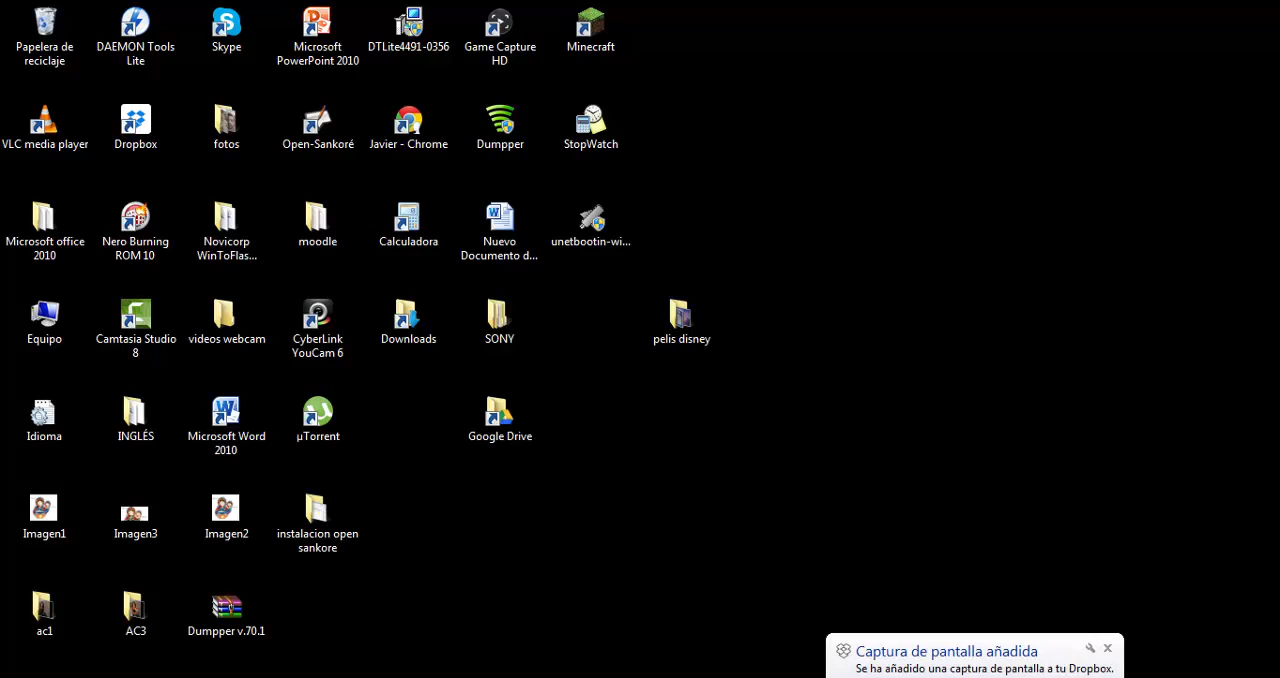 Papelera de
reciclaje
DAEMON Tools
Lite
Skype
Microsoft
PowerPoint 2010
DTLite4491-0356
Game Capture
HD
Minecraft
VLC media player
Dropbox
fotos
Open-Sankoré
Javier - Chrome
Dumpper
StopWatch
Microsoft office
2010
Nero Burning
ROM 10
Novicorp
WinToFlas...
moodle
Calculadora
Nuevo
Documento d...
unetbootin-wi...
Equipo
Camtasia Studio
8
videos webcam
CyberLink
YouCam 6
Downloads
SONY
pelis disney
Idioma
INGLÉS
Microsoft Word
2010
µTorrent
Google Drive
Imagen1
Imagen3
Imagen2
instalacion open
sankore
ac1
AC3
Dumpper v.70.1
Captura de pantalla añadida
Se ha añadido una captura de pantalla a tu Dropbox.